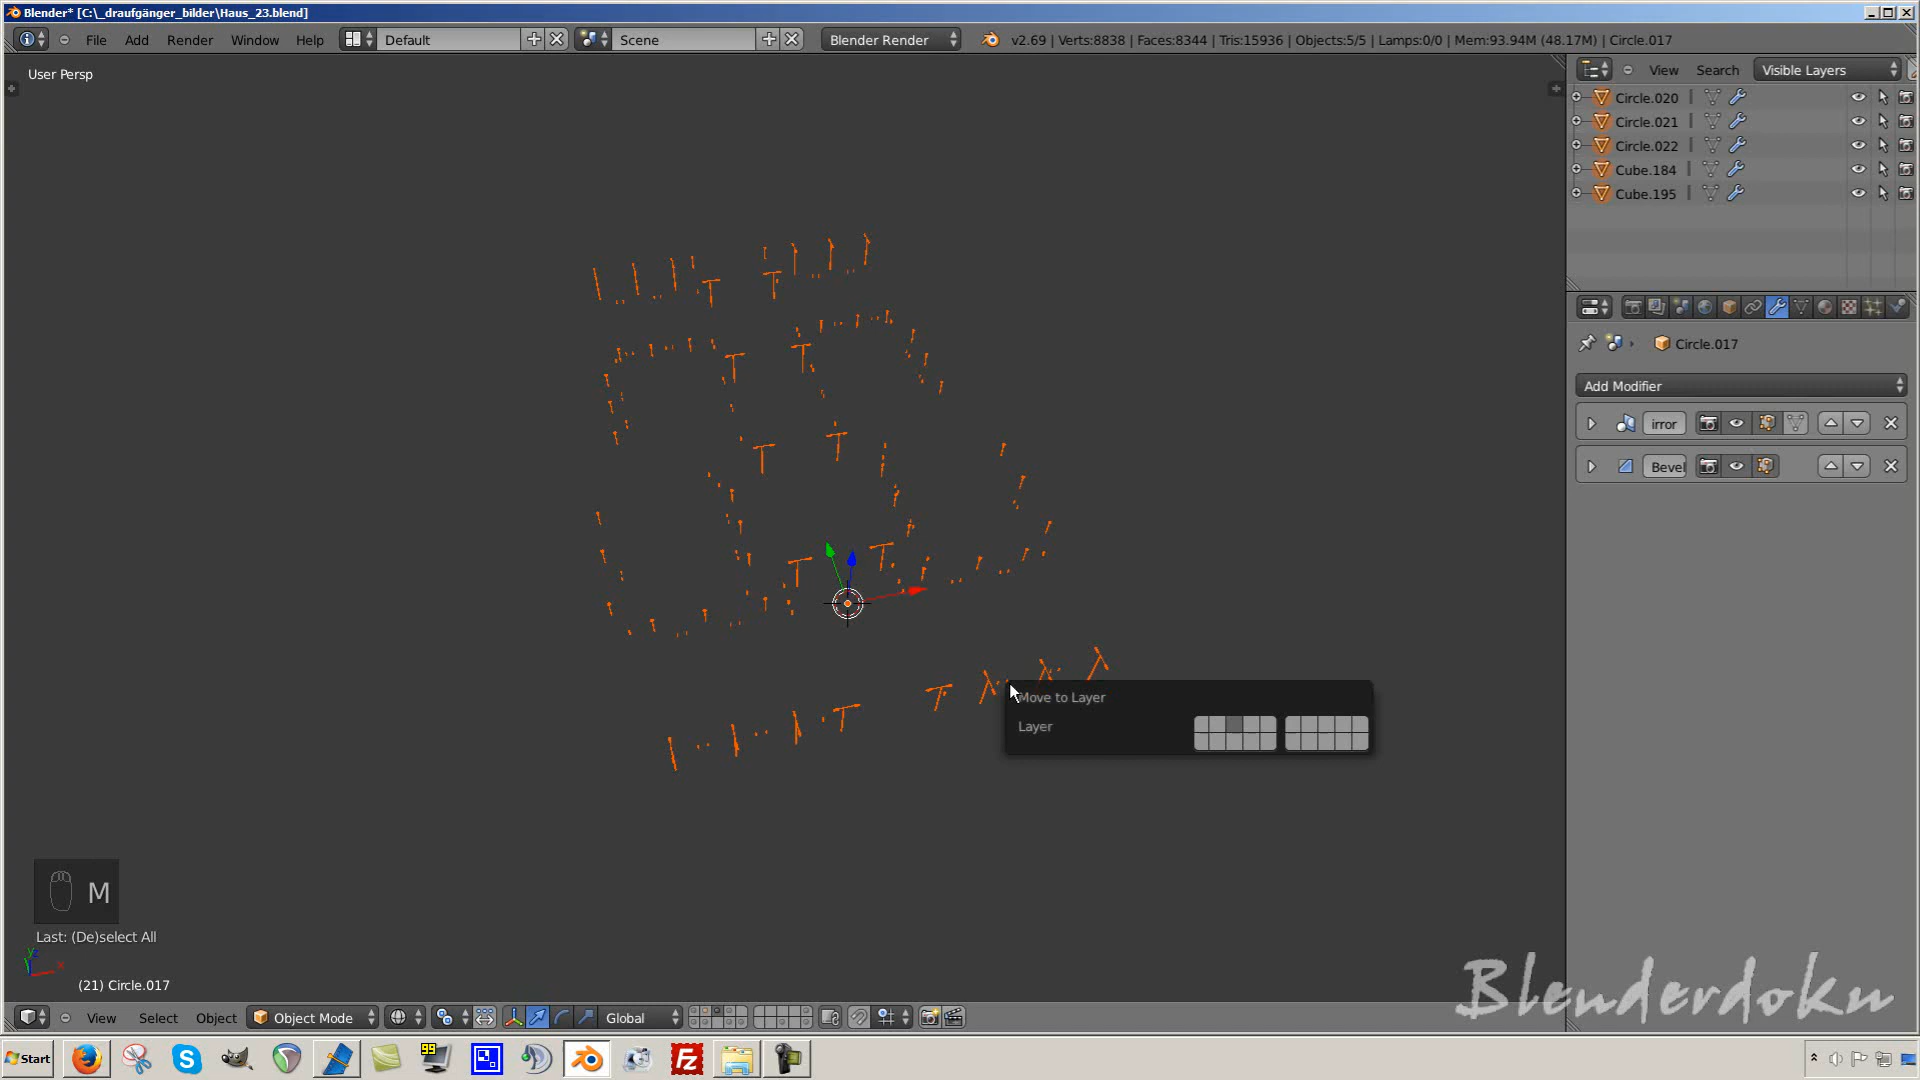 Blender* [C:\_draufgänger_bilder\Haus_23.blend]
File Add Render Window Help Default Scene Blender Render v2.69 | Verts:8838 | Faces:8344 | Tris:15936 | Objects:5/5 | Lamps:0/0 | Mem:93.94M (48.17M) | Circle.017
User Persp
View Search Visible Layers
Circle.020
Circle.021
Circle.022
Cube.184
Cube.195
Circle.017
Add Modifier
irror
Bevel
Move to Layer
Layer
M
Last: (De)select All
(21) Circle.017
Blenderdoku
View Select Object Object Mode Global
Start 99 S Fz